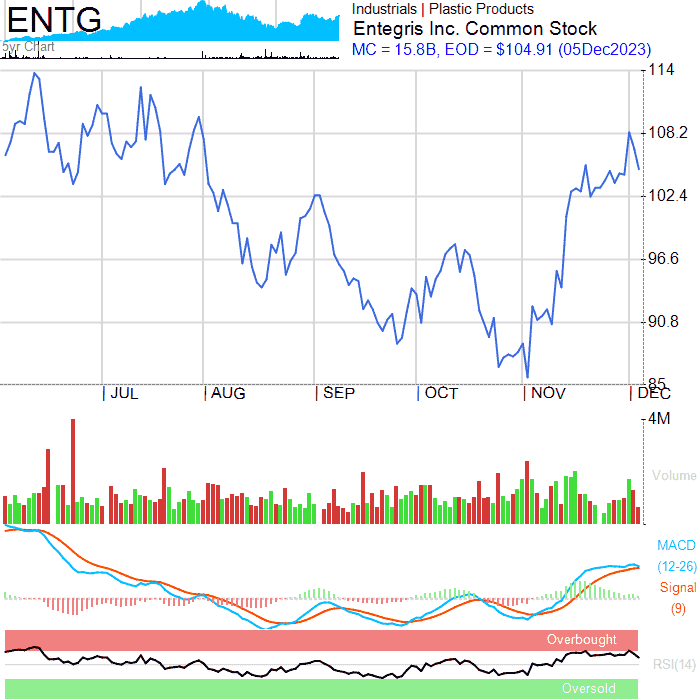 ENTG
5yr Chart
Industrials | Plastic Products
Entegris Inc. Common Stock
MC = 15.8B, EOD = $104.91 (05Dec2023)
114
108.2
102.4
96.6
90.8
85
JUL AUG SEP OCT NOV DEC
4M
Volume
MACD
(12-26)
Signal
(9)
Overbought
RSI(14)
Oversold